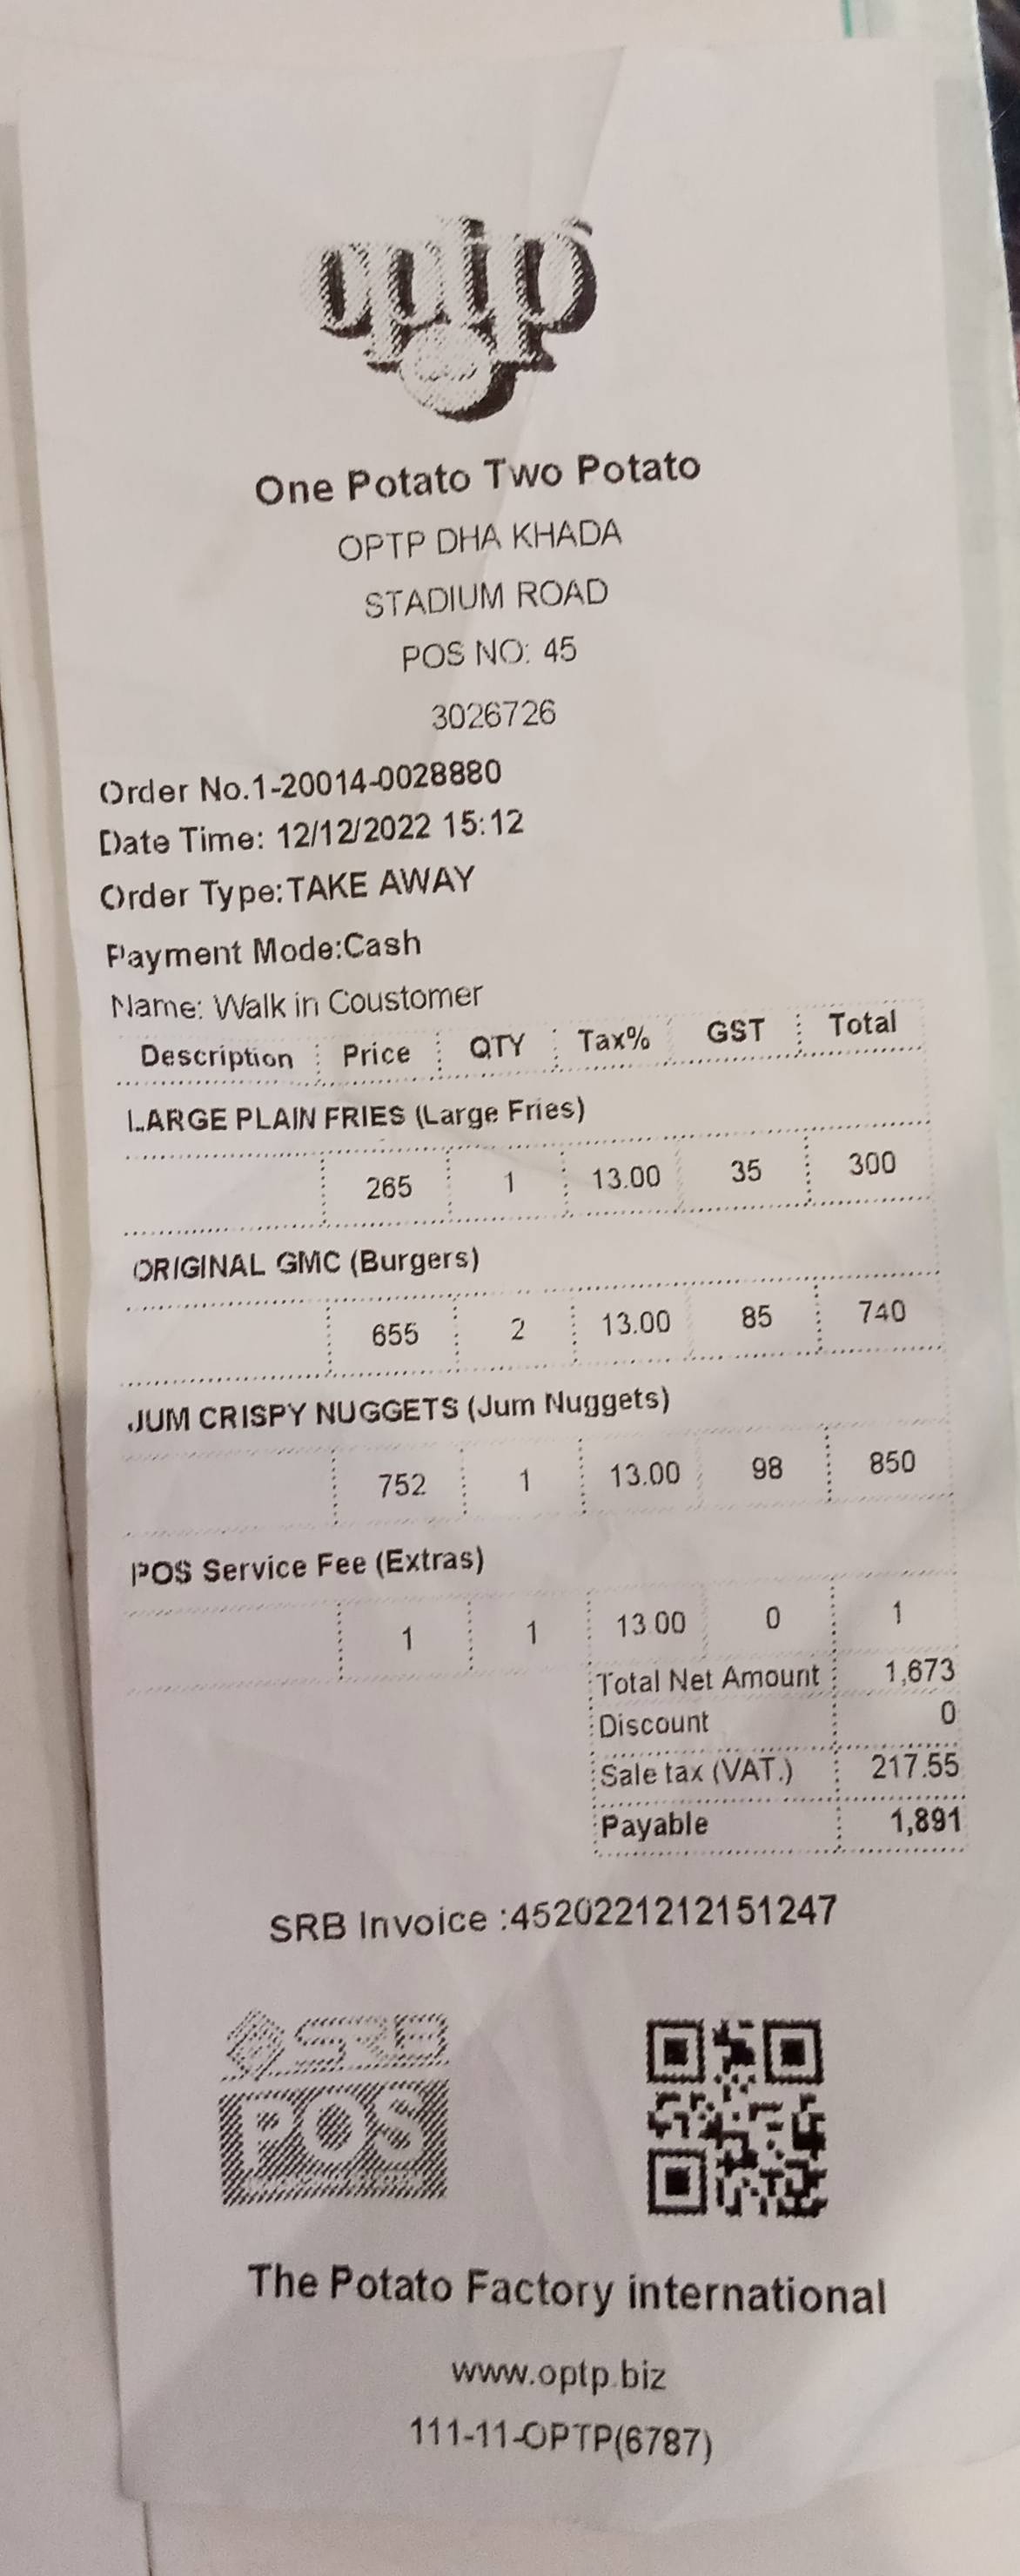 optp
One Potato Two Potato
OPTP DHA KHADA
STADIUM ROAD
POS NO: 45
3026726
Order No.1-20014-0028880
Date Time: 12/12/2022 15:12
Order Type:TAKE AWAY
Payment Mode:Cash
Name: Walk in Coustomer
Description Price QTY Tax% GST Total
LARGE PLAIN FRIES (Large Fries)
265 1 13.00 35 300
ORIGINAL GMC (Burgers)
655 2 13.00 85 740
JUM CRISPY NUGGETS (Jum Nuggets)
752 1 13.00 98 850
POS Service Fee (Extras)
1 1 13.00 0 1
Total Net Amount 1,673
Discount 0
Sale tax (VAT.) 217.55
Payable 1,891
SRB Invoice :4520221212151247
SRB
POS
The Potato Factory international
www.optp.biz
111-11-OPTP(6787)